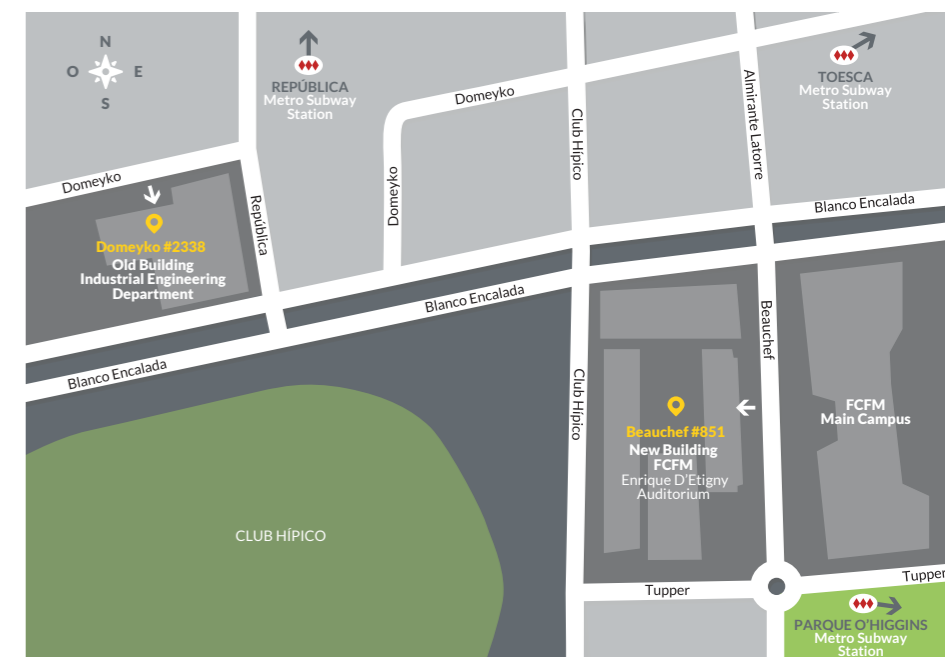 N
O
E
S
REPÚBLICA
Metro Subway
Station
TOESCA
Metro Subway
Station
Domeyko
Domeyko
Domeyko
República
Club Hípico
Almirante Latorre
Blanco Encalada
Domeyko #2338
Old Building
Industrial Engineering
Department
Blanco Encalada
Blanco Encalada
Beauchef
Club Hípico
Beauchef #851
New Building
FCFM
Enrique D'Etigny
Auditorium
FCFM
Main Campus
CLUB HÍPICO
Tupper
Tupper
PARQUE O'HIGGINS
Metro Subway
Station